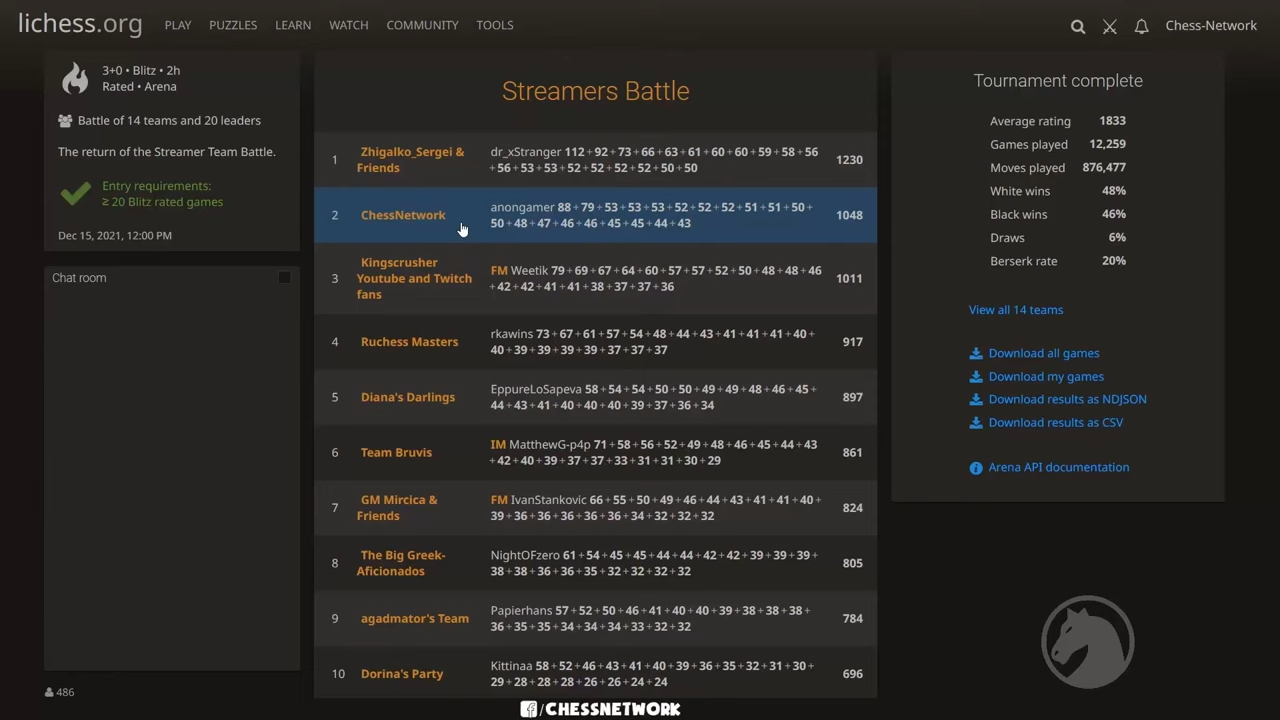 lichess.org PLAY PUZZLES LEARN WATCH COMMUNITY TOOLS Chess-Network
3+0 • Blitz • 2h
Rated • Arena
Battle of 14 teams and 20 leaders
The return of the Streamer Team Battle.
Entry requirements:
≥ 20 Blitz rated games
Dec 15, 2021, 12:00 PM
Chat room
486
Streamers Battle
1 Zhigalko_Sergei & Friends dr_xStranger 112+92+73+66+63+61+60+60+59+58+56
+56+53+53+52+52+52+52+50+50 1230
2 ChessNetwork anongamer 88+79+53+53+53+52+52+52+51+51+50+
50+48+47+46+46+45+45+44+43 1048
3 Kingscrusher Youtube and Twitch fans FM Weetik 79+69+67+64+60+57+57+52+50+48+48+46
+42+42+41+41+38+37+37+36 1011
4 Ruchess Masters rkawins 73+67+61+57+54+48+44+43+41+41+41+40+
40+39+39+39+39+37+37+37 917
5 Diana's Darlings EppureLoSapeva 58+54+54+50+50+49+49+48+46+45+
44+43+41+40+40+40+39+37+36+34 897
6 Team Bruvis IM MatthewG-p4p 71+58+56+52+49+48+46+45+44+43
+42+40+39+37+37+33+31+31+30+29 861
7 GM Mircica & Friends FM IvanStankovic 66+55+50+49+46+44+43+41+41+40+
39+36+36+36+36+36+34+32+32+32 824
8 The Big Greek-Aficionados NightOFzero 61+54+45+45+44+44+42+42+39+39+39+
38+38+36+36+35+32+32+32+32 805
9 agadmator's Team Papierhans 57+52+50+46+41+40+40+39+38+38+38+
36+35+35+34+34+34+33+32+32 784
10 Dorina's Party Kittinaa 58+52+46+43+41+40+39+36+35+32+31+30+
29+28+28+28+26+26+24+24 696
Tournament complete
Average rating 1833
Games played 12,259
Moves played 876,477
White wins 48%
Black wins 46%
Draws 6%
Berserk rate 20%
View all 14 teams
Download all games
Download my games
Download results as NDJSON
Download results as CSV
Arena API documentation
f/CHESSNETWORK